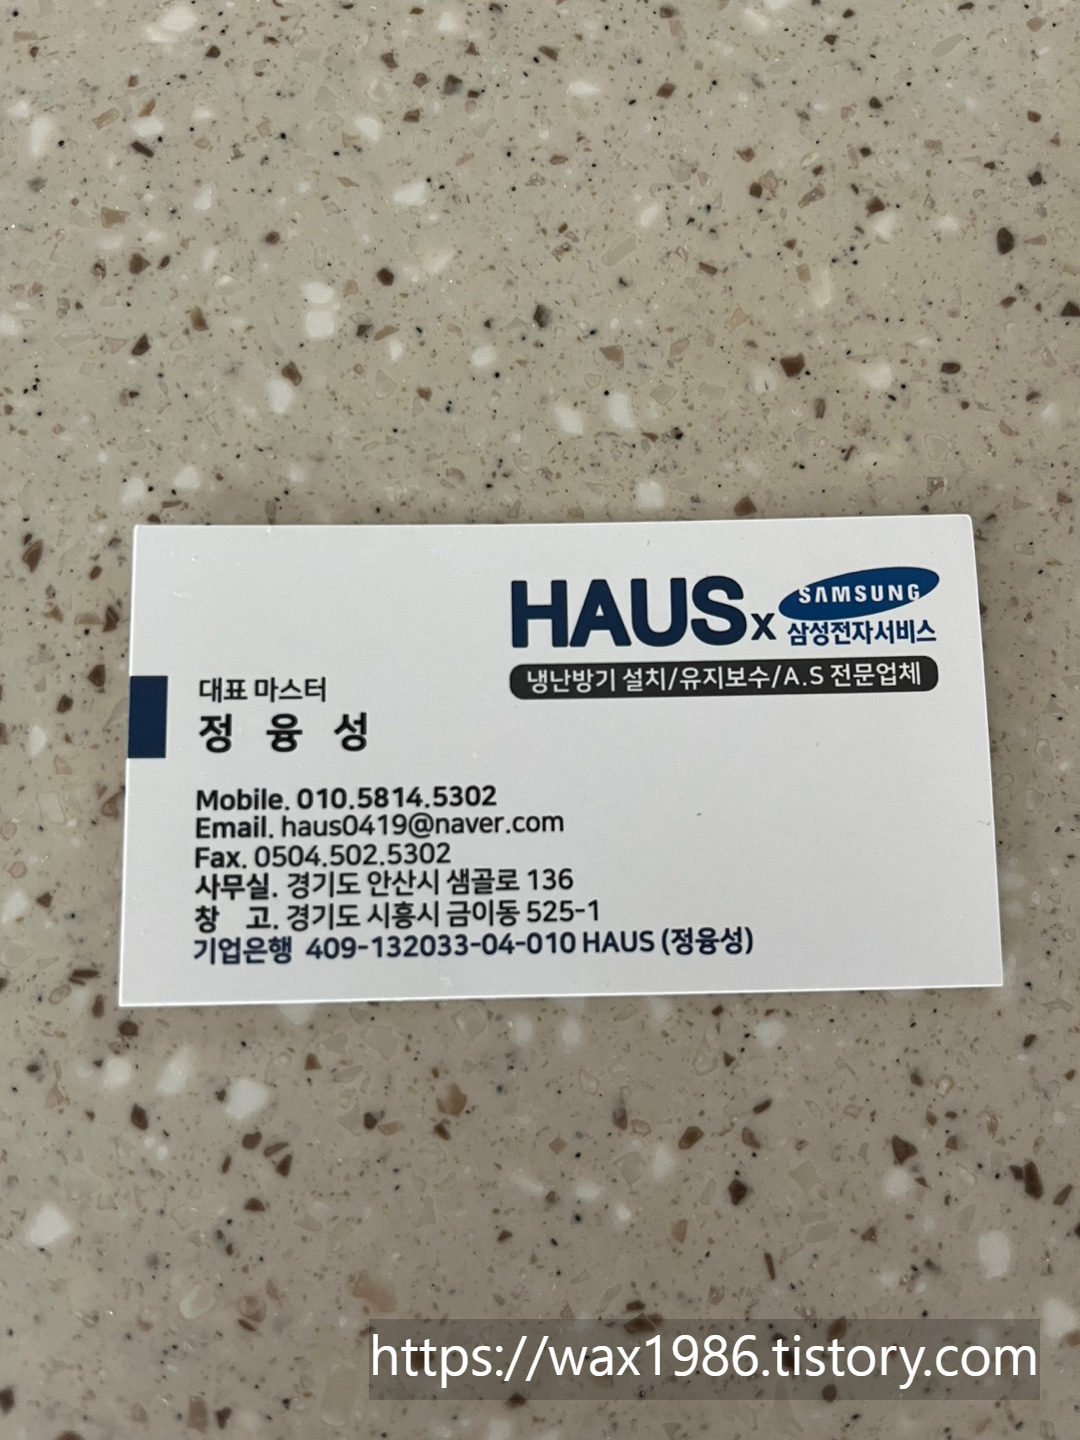 HAUS x SAMSUNG
삼성전자서비스
냉난방기 설치/유지보수/A.S 전문업체
대표 마스터
정 융 성
Mobile. 010.5814.5302
Email. haus0419@naver.com
Fax. 0504.502.5302
사무실. 경기도 안산시 샘골로 136
창 고. 경기도 시흥시 금이동 525-1
기업은행 409-132033-04-010 HAUS (정융성)
https://wax1986.tistory.com